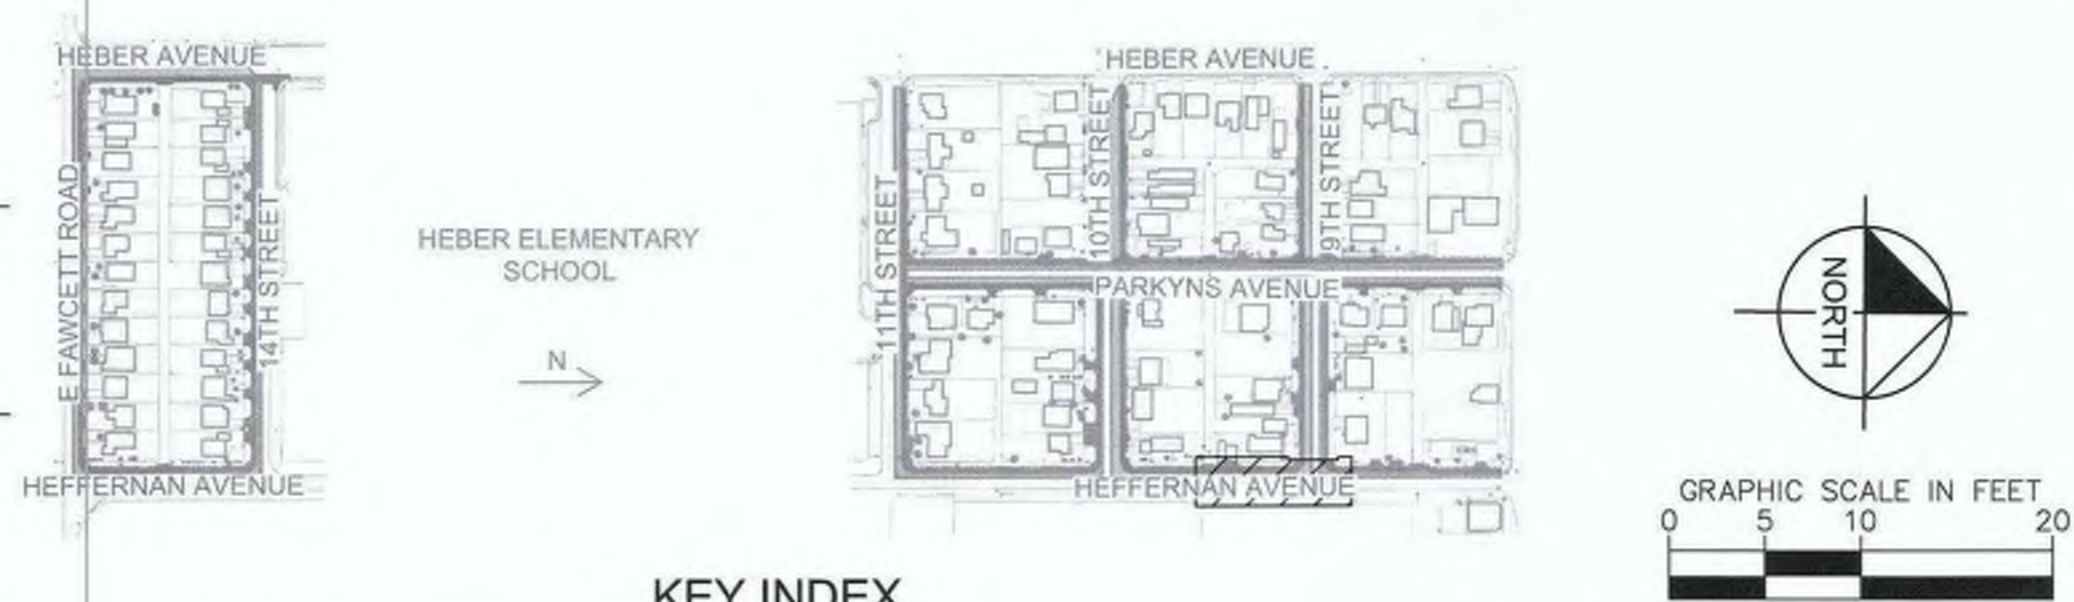 HEBER AVENUE
E FAWCETT ROAD
14TH STREET
HEFFERNAN AVENUE
HEBER ELEMENTARY
SCHOOL
N
HEBER AVENUE
11TH STREET
10TH STREET
9TH STREET
PARKYNS AVENUE
HEFFERNAN AVENUE
KEY INDEX
NORTH
GRAPHIC SCALE IN FEET
0 5 10 20